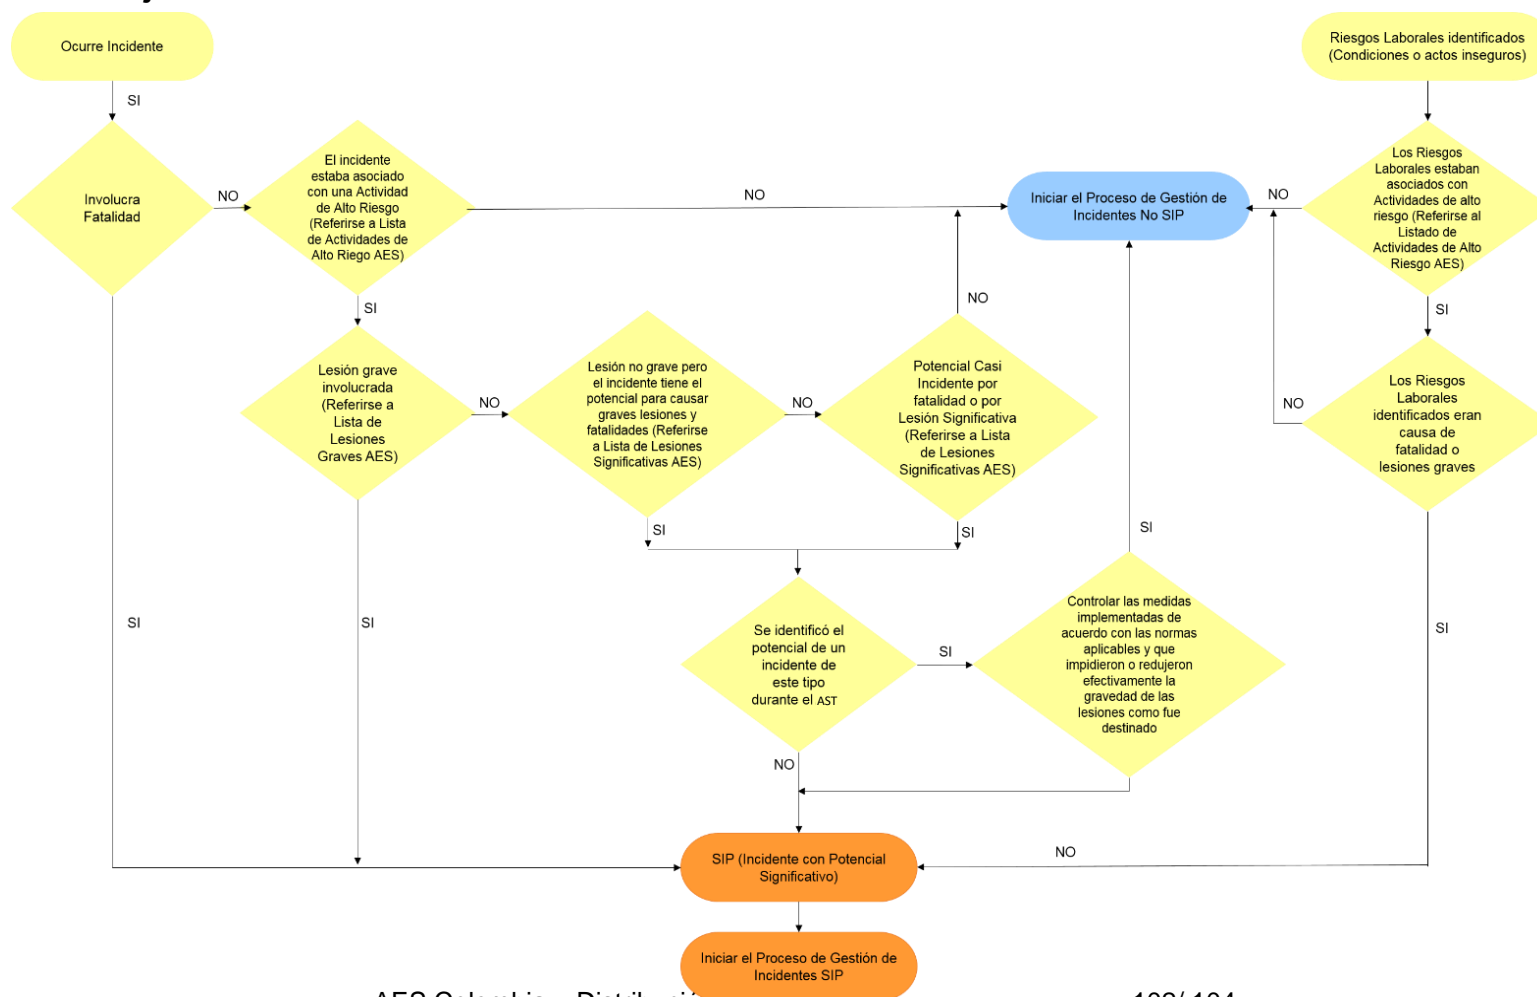 Ocurre Incidente
Riesgos Laborales identificados
(Condiciones o actos inseguros)
SI
Involucra
Fatalidad
NO
El incidente
estaba asociado
con una Actividad
de Alto Riesgo
(Referirse a Lista
de Actividades de
Alto Riego AES)
NO
Iniciar el Proceso de Gestión de
Incidentes No SIP
NO
Los Riesgos
Laborales estaban
asociados con
Actividades de alto
riesgo (Referirse al
Listado de
Actividades de Alto
Riesgo AES)
SI
NO
SI
Lesión grave
involucrada
(Referirse a
Lista de
Lesiones
Graves AES)
NO
Lesión no grave pero
el incidente tiene el
potencial para causar
graves lesiones y
fatalidades (Referirse
a Lista de Lesiones
Significativas AES)
NO
Potencial Casi
Incidente por
fatalidad o por
Lesión Significativa
(Referirse a Lista
de Lesiones
Significativas AES)
NO
Los Riesgos
Laborales
identificados eran
causa de
fatalidad o
lesiones graves
SI
SI
SI
SI
SI
Se identificó el
potencial de un
incidente de
este tipo
durante el AST
SI
Controlar las medidas
implementadas de
acuerdo con las normas
aplicables y que
impidieron o redujeron
efectivamente la
gravedad de las
lesiones como fue
destinado
SI
NO
SIP (Incidente con Potencial
Significativo)
NO
Iniciar el Proceso de Gestión de
Incidentes SIP